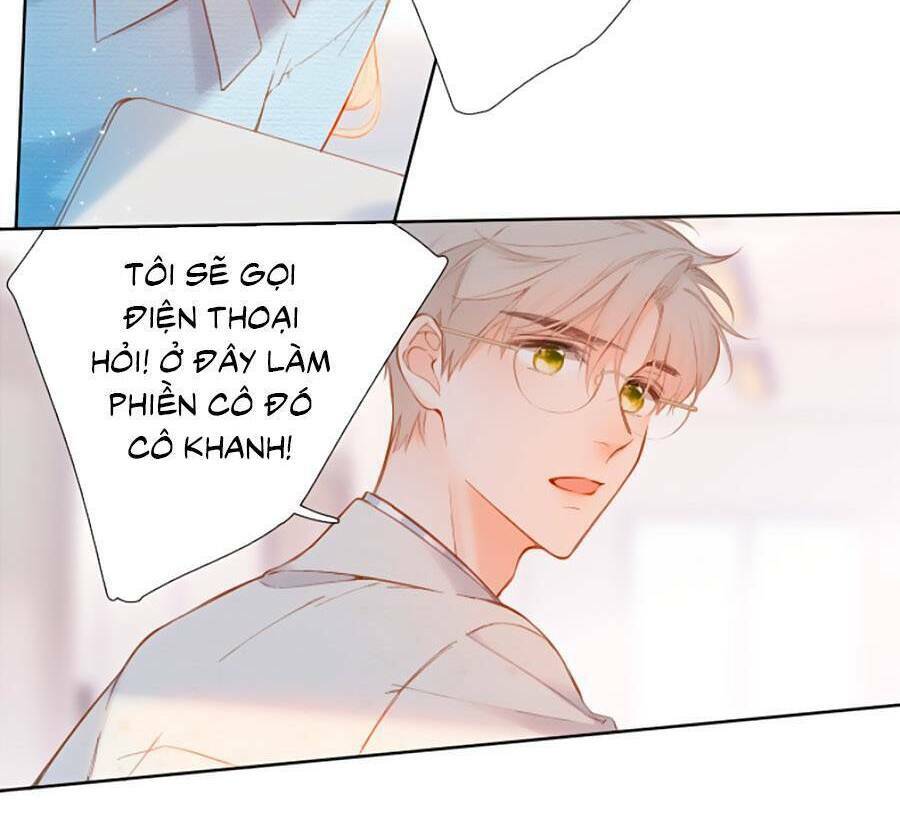 TÔI SẼ GỌI
ĐIỆN THOẠI
HỎI! Ở ĐÂY LÀM
PHIỀN CÔ ĐÓ
CÔ KHANH!